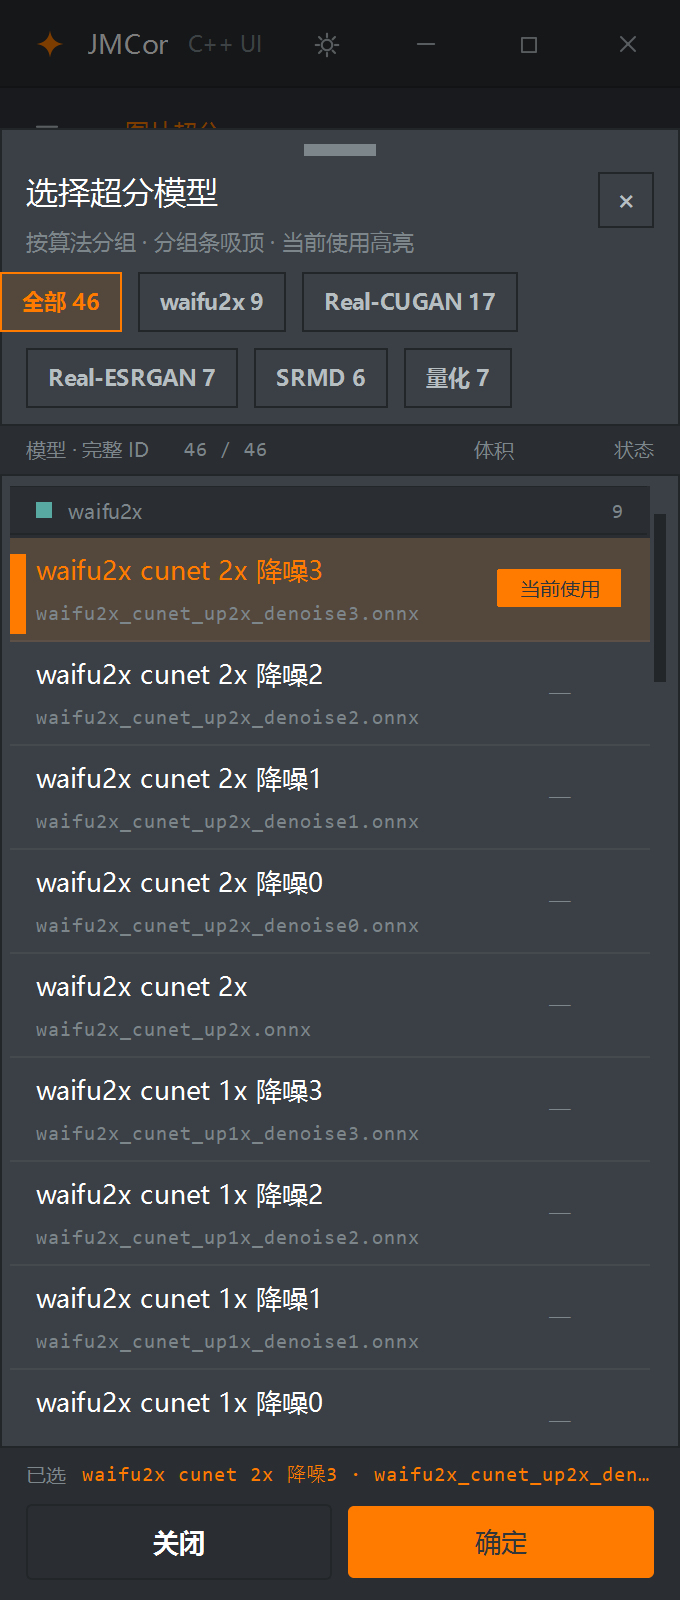 JMCor C++ UI
选择超分模型
×
按算法分组 · 分组条吸顶 · 当前使用高亮
全部 46 waifu2x 9 Real-CUGAN 17
Real-ESRGAN 7 SRMD 6 量化 7
模型 · 完整 ID 46 / 46 体积 状态
waifu2x 9
waifu2x cunet 2x 降噪3
当前使用
waifu2x_cunet_up2x_denoise3.onnx
waifu2x cunet 2x 降噪2
—
waifu2x_cunet_up2x_denoise2.onnx
waifu2x cunet 2x 降噪1
—
waifu2x_cunet_up2x_denoise1.onnx
waifu2x cunet 2x 降噪0
—
waifu2x_cunet_up2x_denoise0.onnx
waifu2x cunet 2x
—
waifu2x_cunet_up2x.onnx
waifu2x cunet 1x 降噪3
—
waifu2x_cunet_up1x_denoise3.onnx
waifu2x cunet 1x 降噪2
—
waifu2x_cunet_up1x_denoise2.onnx
waifu2x cunet 1x 降噪1
—
waifu2x_cunet_up1x_denoise1.onnx
waifu2x cunet 1x 降噪0
—
已选 waifu2x cunet 2x 降噪3 · waifu2x_cunet_up2x_den…
关闭 确定